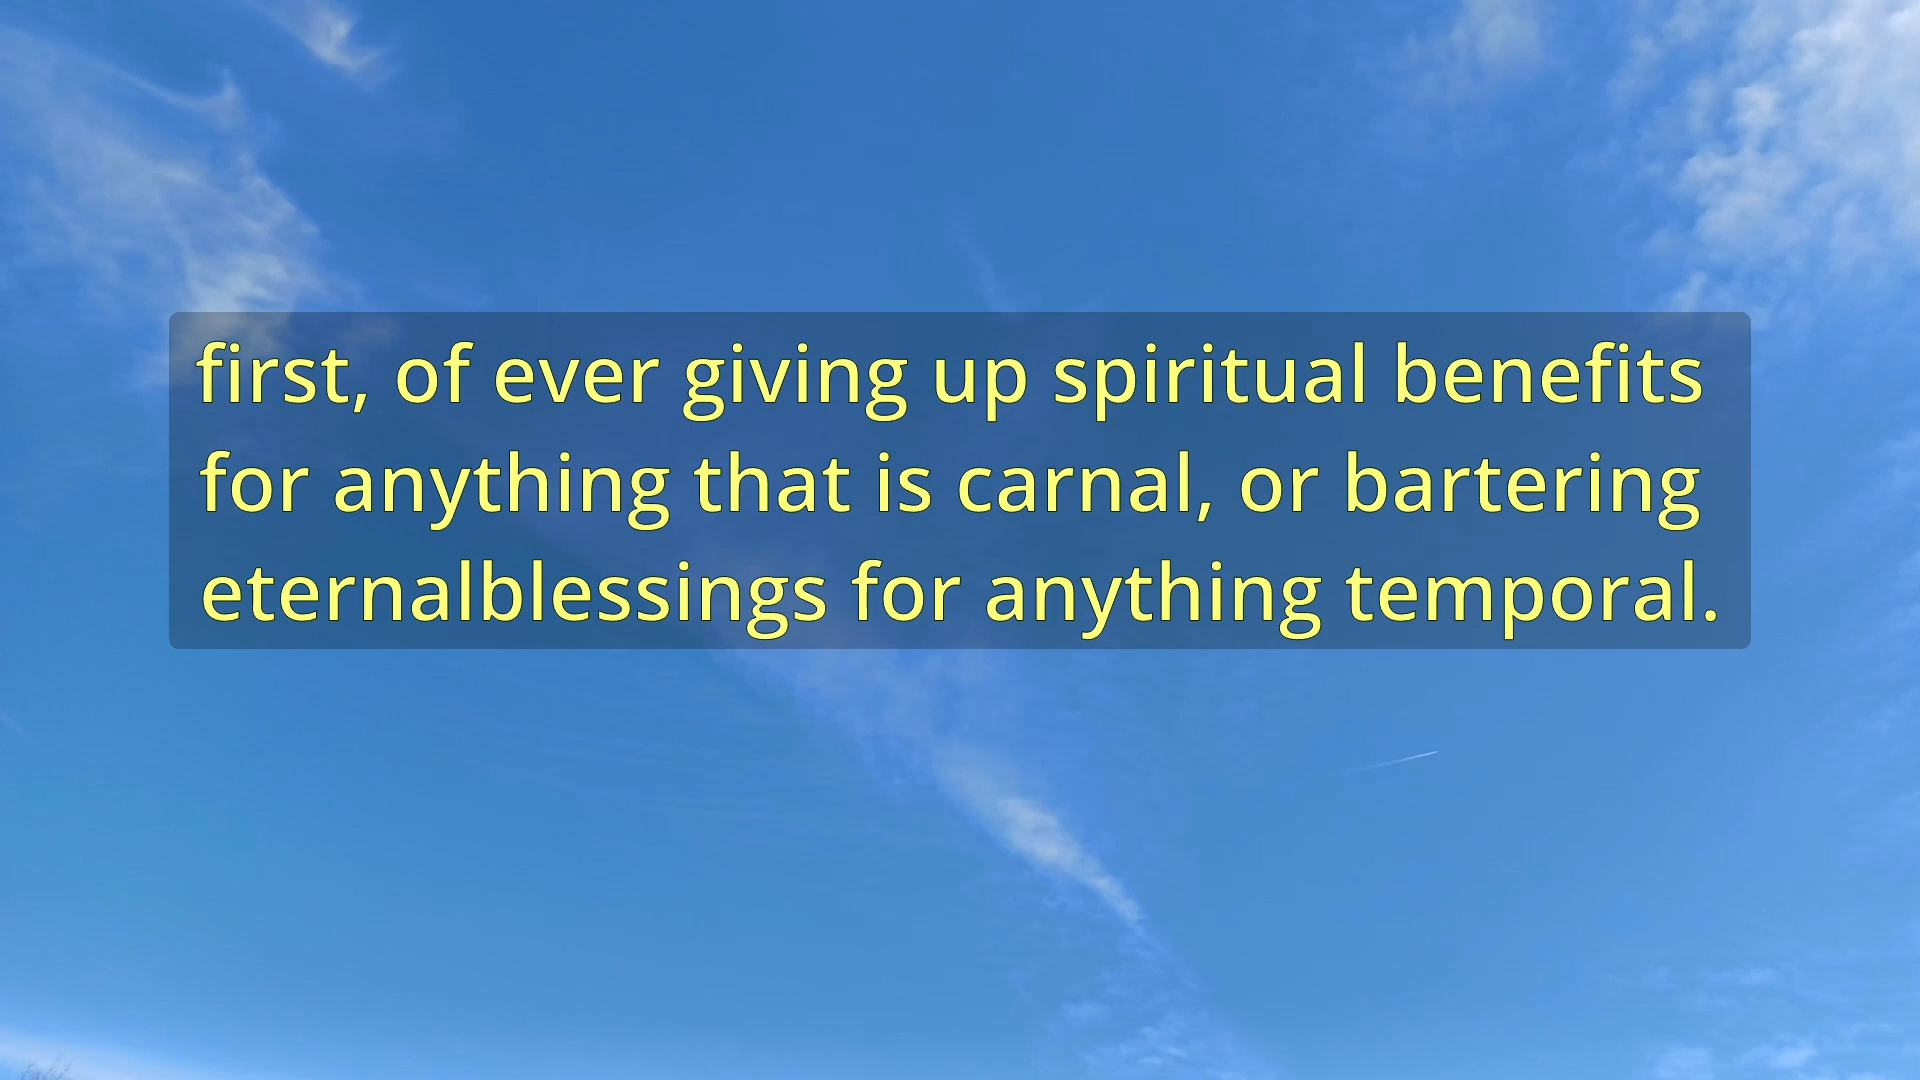 first, of ever giving up spiritual benefits
for anything that is carnal, or bartering
eternalblessings for anything temporal.